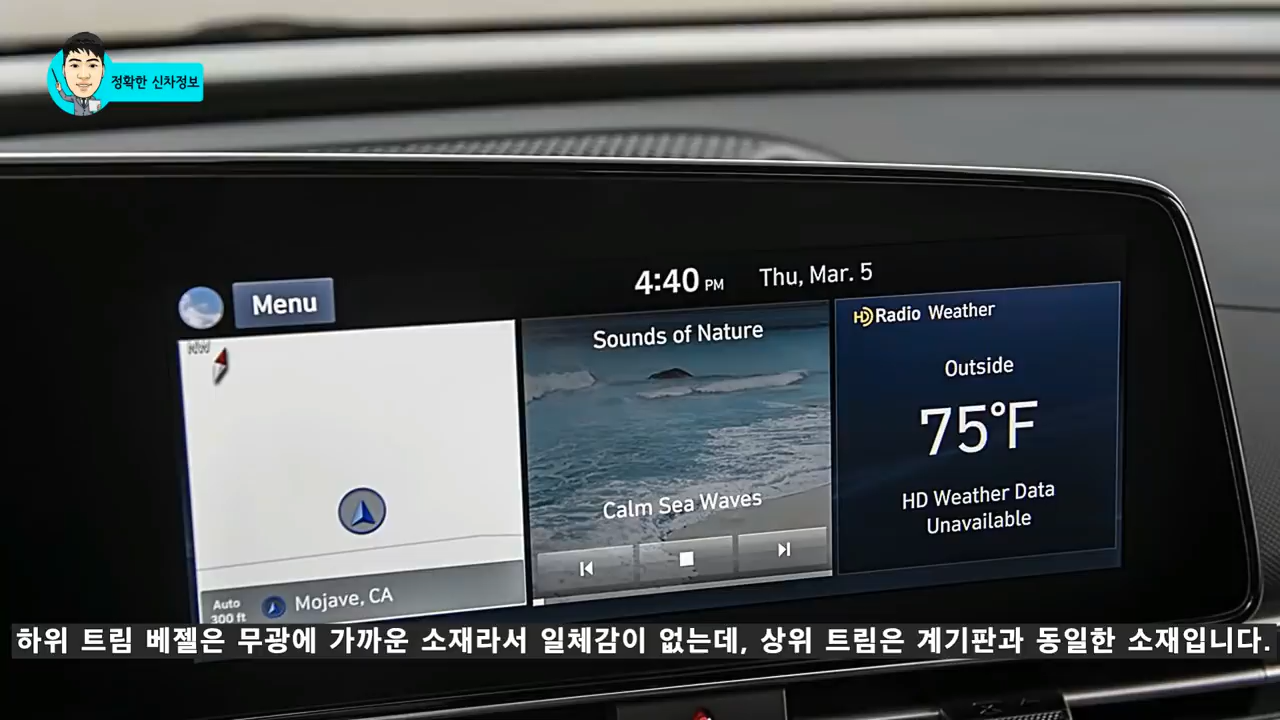 정확한 신차정보
4:40 PM Thu, Mar. 5
Menu
Sounds of Nature
Calm Sea Waves
HD Radio Weather
Outside
75°F
HD Weather Data
Unavailable
Auto
300 ft
Mojave, CA
하위 트림 베젤은 무광에 가까운 소재라서 일체감이 없는데, 상위 트림은 계기판과 동일한 소재입니다.